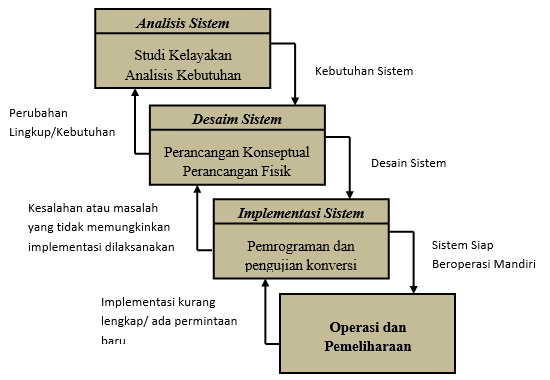 Analisis Sistem
Studi Kelayakan
Analisis Kebutuhan
Kebutuhan Sistem
Perubahan
Lingkup/Kebutuhan
Desaim Sistem
Perancangan Konseptual
Perancangan Fisik
Desain Sistem
Kesalahan atau masalah
yang tidak memungkinkan
implementasi dilaksanakan
Implementasi Sistem
Pemrograman dan
pengujian konversi
Sistem Siap
Beroperasi Mandiri
Implementasi kurang
lengkap/ ada permintaan
baru
Operasi dan
Pemeliharaan